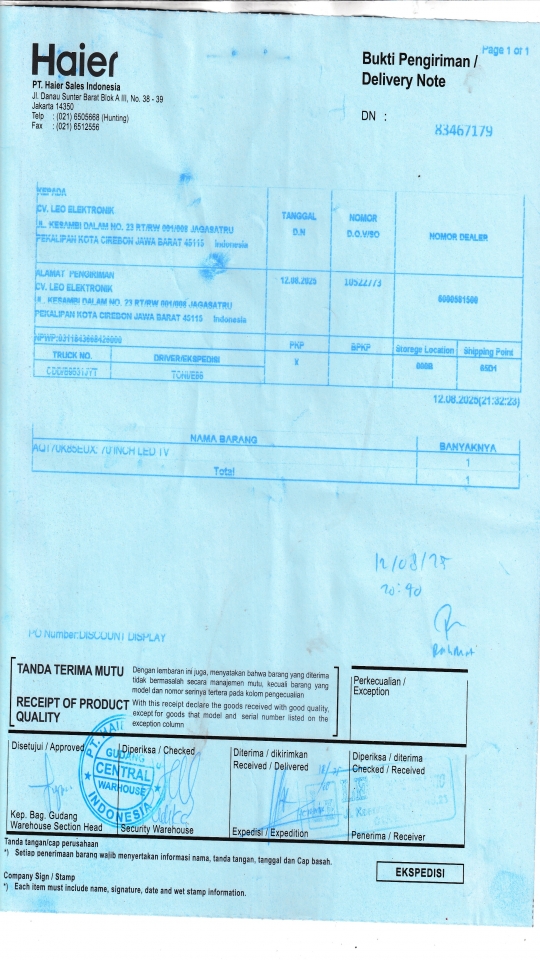 Haier
PT. Haier Sales Indonesia
Jl. Danau Sunter Barat Blok A III, No. 38 - 39
Jakarta 14350
Telp : (021) 6505668 (Hunting)
Fax : (021) 6512556
Page 1 of 1
Bukti Pengiriman /
Delivery Note
DN :
83467179
KEPADA
CV. LEO ELEKTRONIK
JL. KESAMBI DALAM NO. 23 RT/RW 001/008 JAGASATRU
PEKALIPAN KOTA CIREBON JAWA BARAT 45115 Indonesia
TANGGAL
D.N
NOMOR
D.O.V/SO
NOMOR DEALER
ALAMAT PENGIRIMAN
CV. LEO ELEKTRONIK
JL. KESAMBI DALAM NO. 23 RT/RW 001/008 JAGASATRU
PEKALIPAN KOTA CIREBON JAWA BARAT 45115 Indonesia
12.08.2025
10522773
TRUCK NO.
DRIVER/EKSPEDISI
PKP
BPKP
Storage Location
Shipping Point
X
12.08.2025(21:32:23)
NAMA BARANG
BANYAKNYA
70 INCH LED TV
1
Total
1
12/08/25
20:40
Rahmat
PO Number:DISCOUNT DISPLAY
TANDA TERIMA MUTU
Dengan lembaran ini juga, menyatakan bahwa barang yang diterima
tidak bermasalah secara manajemen mutu, kecuali barang yang
model dan nomor serinya tertera pada kolom pengecualian
RECEIPT OF PRODUCT
QUALITY
With this receipt declare the goods received with good quality,
except for goods that model and serial number listed on the
exception column
Perkecualian /
Exception
Disetujui / Approved
Diperiksa / Checked
Diterima / dikirimkan
Received / Delivered
Diperiksa / diterima
Checked / Received
GUDANG
CENTRAL
WARHOUSE
INDONESIA
Kep. Bag. Gudang
Warehouse Section Head
Security Warehouse
Expedisi / Expedition
Penerima / Receiver
Tanda tangan/cap perusahaan
*) Setiap penerimaan barang wajib menyertakan informasi nama, tanda tangan, tanggal dan Cap basah.
Company Sign / Stamp
*) Each item must include name, signature, date and wet stamp information.
EKSPEDISI